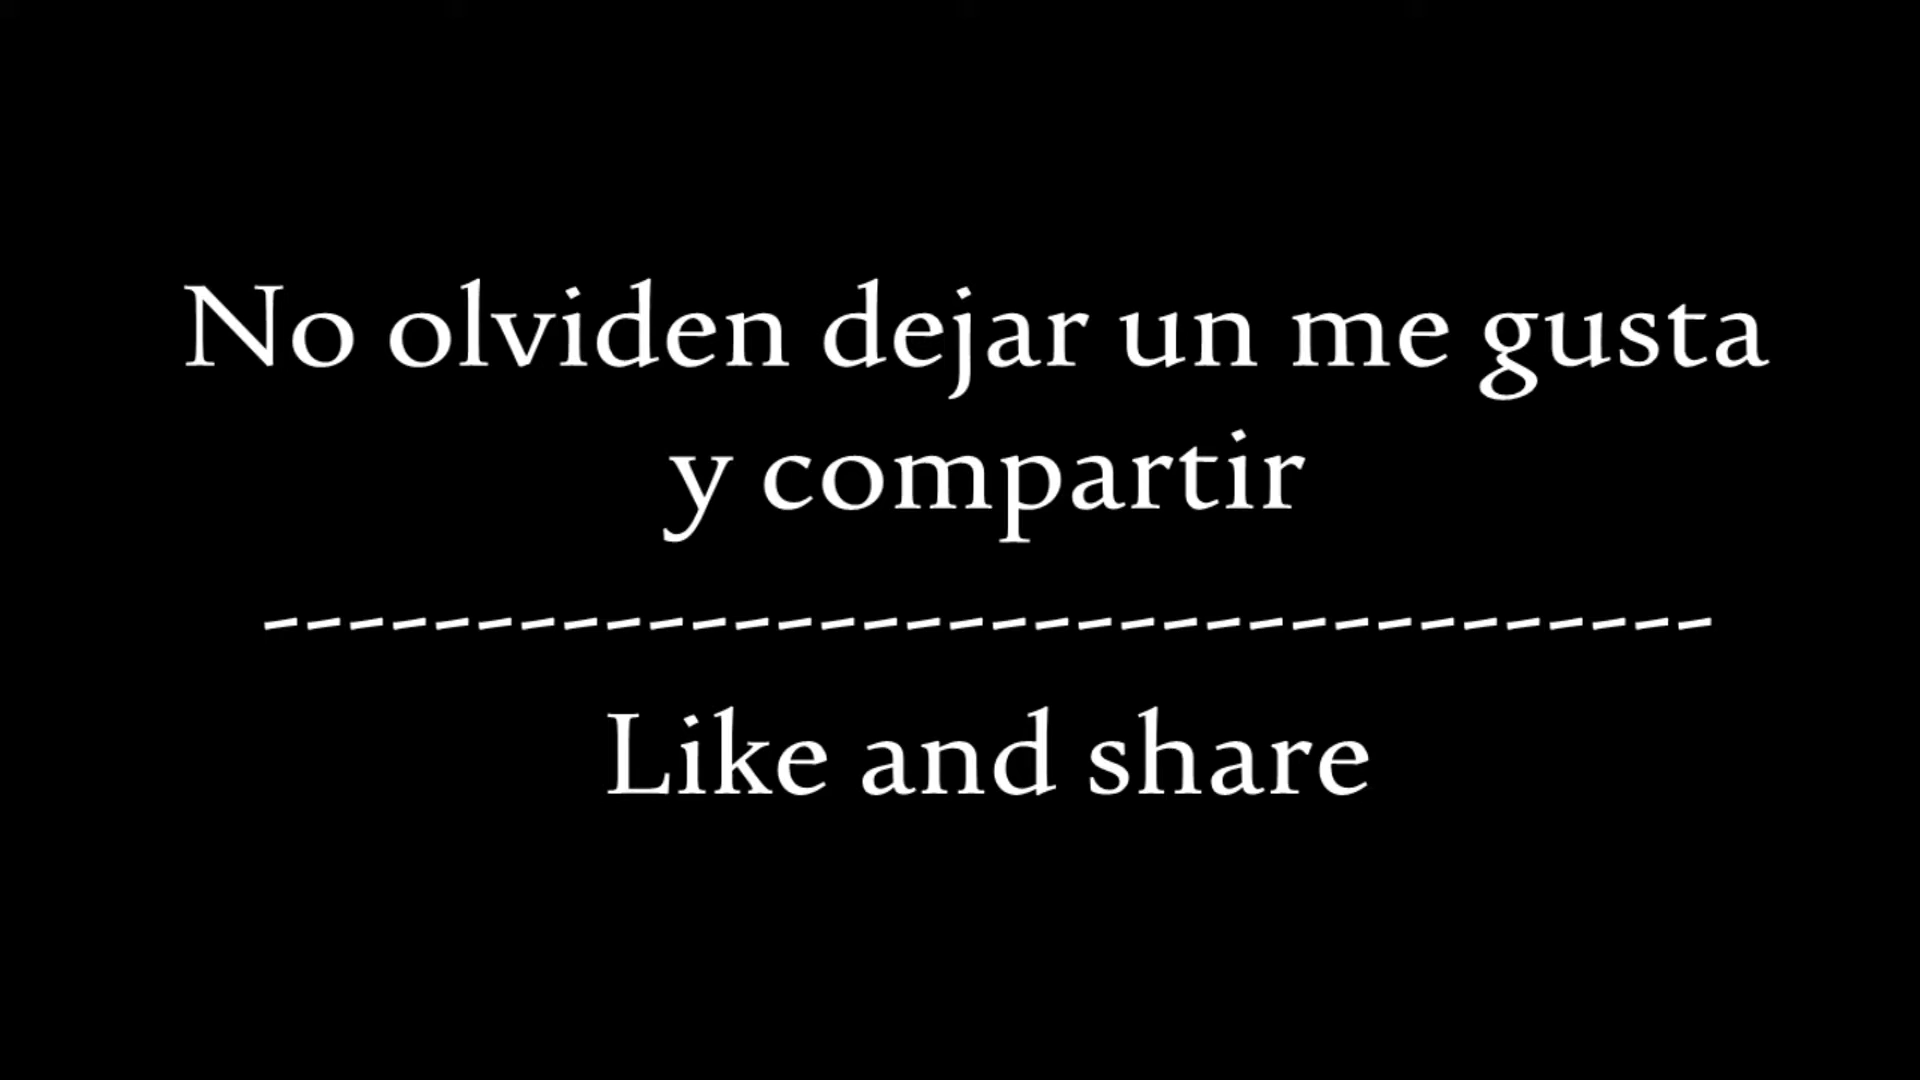 No olviden dejar un me gusta
y compartir
----------------------------------
Like and share